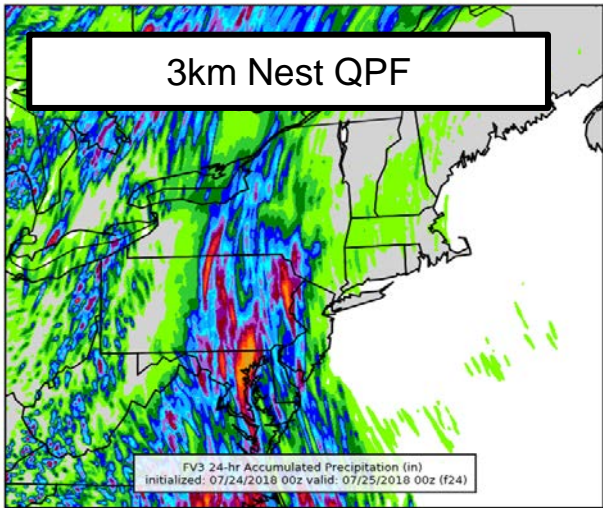 3km Nest QPF
FV3 24-hr Accumulated Precipitation (in)
initialized: 07/24/2018 00z valid: 07/25/2018 00z (f24)